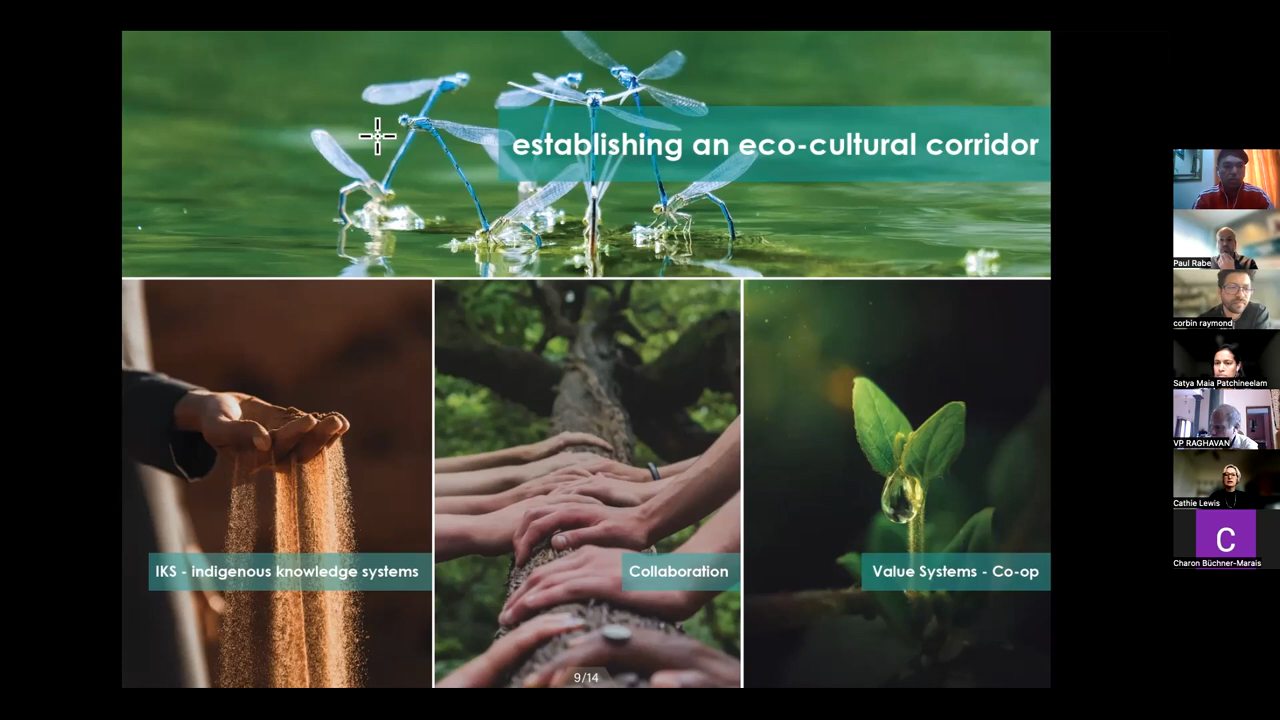 establishing an eco-cultural corridor
IKS - indigenous knowledge systems
Collaboration
Value Systems - Co-op
9/14
Paul Rabe
corbin raymond
Satya Maia Patchineelam
VP RAGHAVAN
Cathie Lewis
C
Charon Büchner-Marais